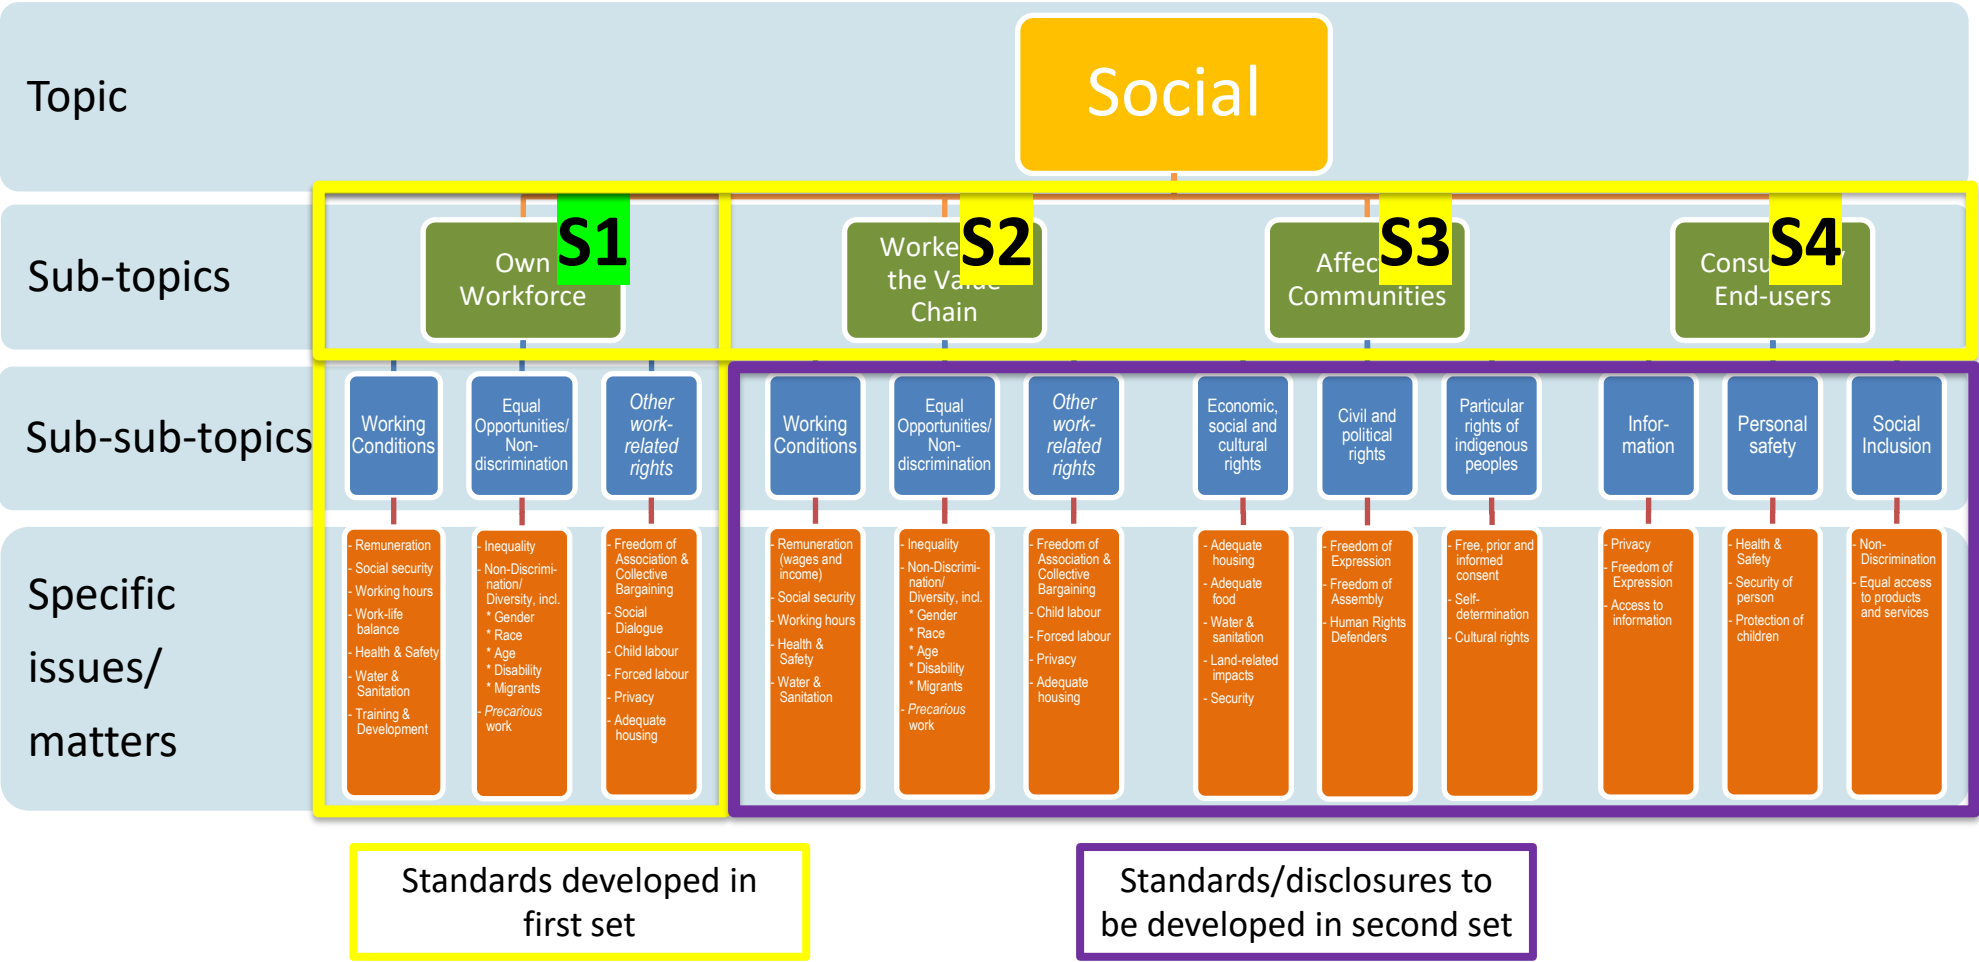 Topic
Social
Sub-topics
S1
Own
Workforce
S2
the Value
Chain
S3
Communities
S4
End-users
Sub-sub-topics
Working
Conditions
Equal
Opportunities/
Non-
discrimination
Other
work-
related
rights
Working
Conditions
Equal
Opportunities/
Non-
discrimination
Other
work-
related
rights
Economic,
social and
cultural
rights
Civil and
political
rights
Particular
rights of
indigenous
peoples
Infor-
mation
Personal
safety
Social
Inclusion
Specific
issues/
matters
- Remuneration
- Social security
- Working hours
- Work-life
balance
- Health & Safety
- Water &
Sanitation
- Training &
Development
- Inequality
- Non-Discrimi-
nation/
Diversity, incl.
* Gender
* Race
* Age
* Disability
* Migrants
- Precarious
work
- Freedom of
Association &
Collective
Bargaining
- Social
Dialogue
- Child labour
- Forced labour
- Privacy
- Adequate
housing
- Remuneration
(wages and
income)
- Social security
- Working hours
- Health &
Safety
- Water &
Sanitation
- Inequality
- Non-Discrimi-
nation/
Diversity, incl.
* Gender
* Race
* Age
* Disability
* Migrants
- Precarious
work
- Freedom of
Association &
Collective
Bargaining
- Child labour
- Forced labour
- Privacy
- Adequate
housing
- Adequate
housing
- Adequate
food
- Water &
sanitation
- Land-related
impacts
- Security
- Freedom of
Expression
- Freedom of
Assembly
- Human Rights
Defenders
- Free, prior and
informed
consent
- Self-
determination
- Cultural rights
- Privacy
- Freedom of
Expression
- Access to
information
- Health &
Safety
- Security of
person
- Protection of
children
- Non-
Discrimination
- Equal access
to products
and services
Standards developed in
first set
Standards/disclosures to
be developed in second set